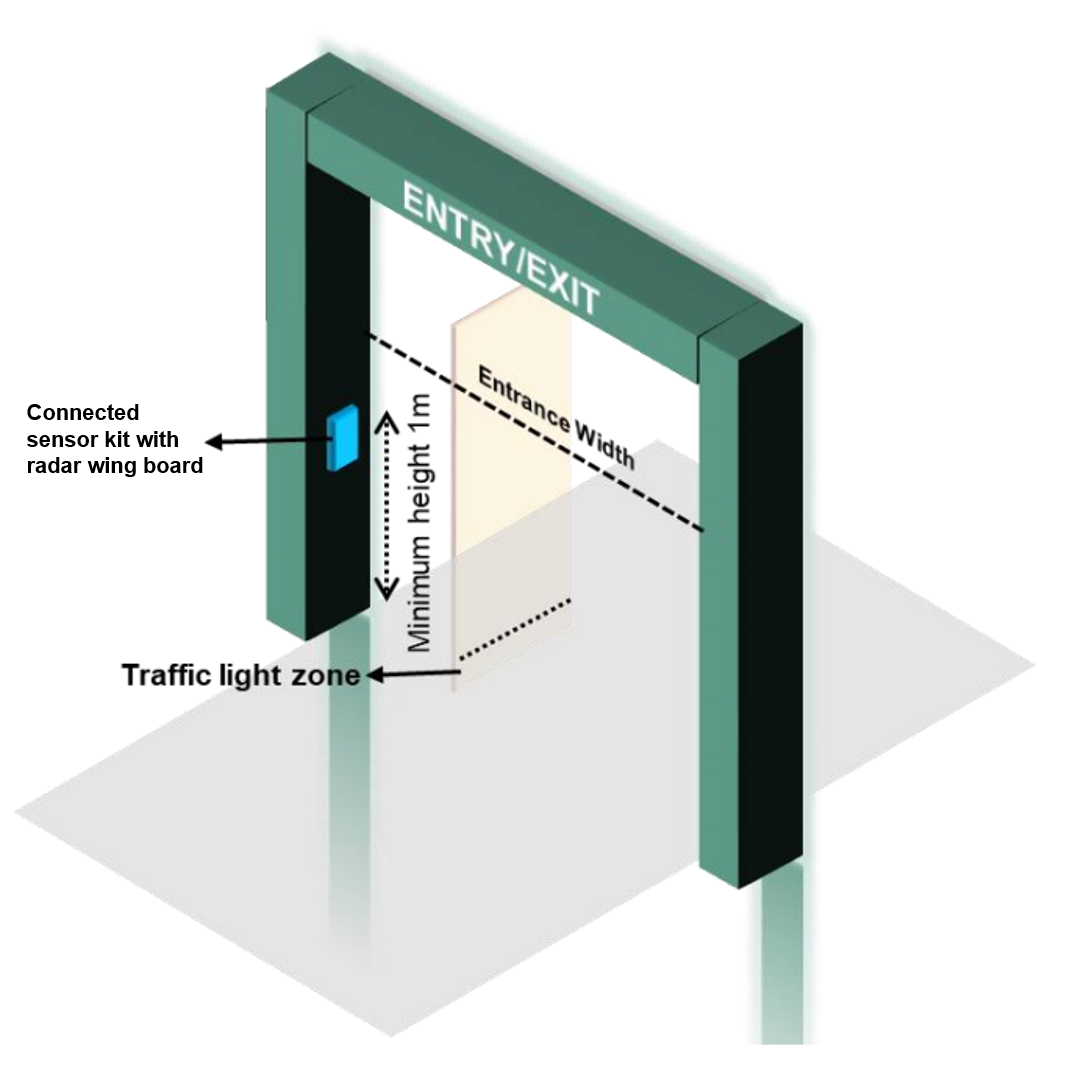 ENTRY/EXIT
Entrance Width
Connected
sensor kit with
radar wing board
Minimum height 1m
Traffic light zone